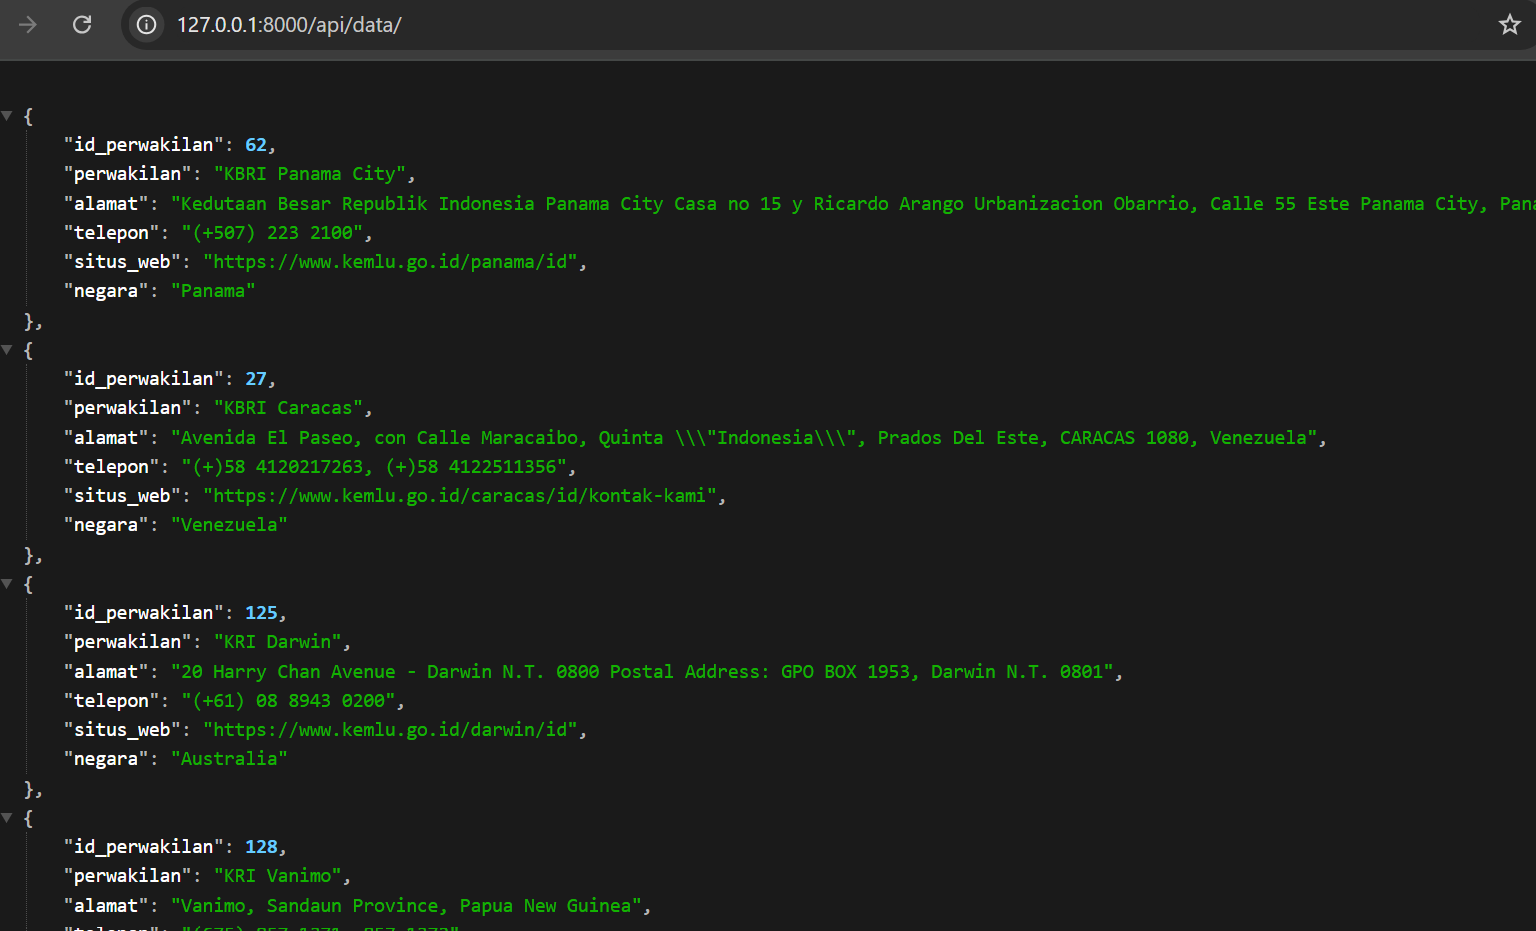 127.0.0.1:8000/api/data/
{
"id_perwakilan": 62,
"perwakilan": "KBRI Panama City",
"alamat": "Kedutaan Besar Republik Indonesia Panama City Casa no 15 y Ricardo Arango Urbanizacion Obarrio, Calle 55 Este Panama City,
"telepon": "(+507) 223 2100",
"situs_web": "https://www.kemlu.go.id/panama/id",
"negara": "Panama"
},
{
"id_perwakilan": 27,
"perwakilan": "KBRI Caracas",
"alamat": "Avenida El Paseo, con Calle Maracaibo, Quinta \\\"Indonesia\\\", Prados Del Este, CARACAS 1080, Venezuela",
"telepon": "(+)58 4120217263, (+)58 4122511356",
"situs_web": "https://www.kemlu.go.id/caracas/id/kontak-kami",
"negara": "Venezuela"
},
{
"id_perwakilan": 125,
"perwakilan": "KRI Darwin",
"alamat": "20 Harry Chan Avenue - Darwin N.T. 0800 Postal Address: GPO BOX 1953, Darwin N.T. 0801",
"telepon": "(+61) 08 8943 0200",
"situs_web": "https://www.kemlu.go.id/darwin/id",
"negara": "Australia"
},
{
"id_perwakilan": 128,
"perwakilan": "KRI Vanimo",
"alamat": "Vanimo, Sandaun Province, Papua New Guinea",